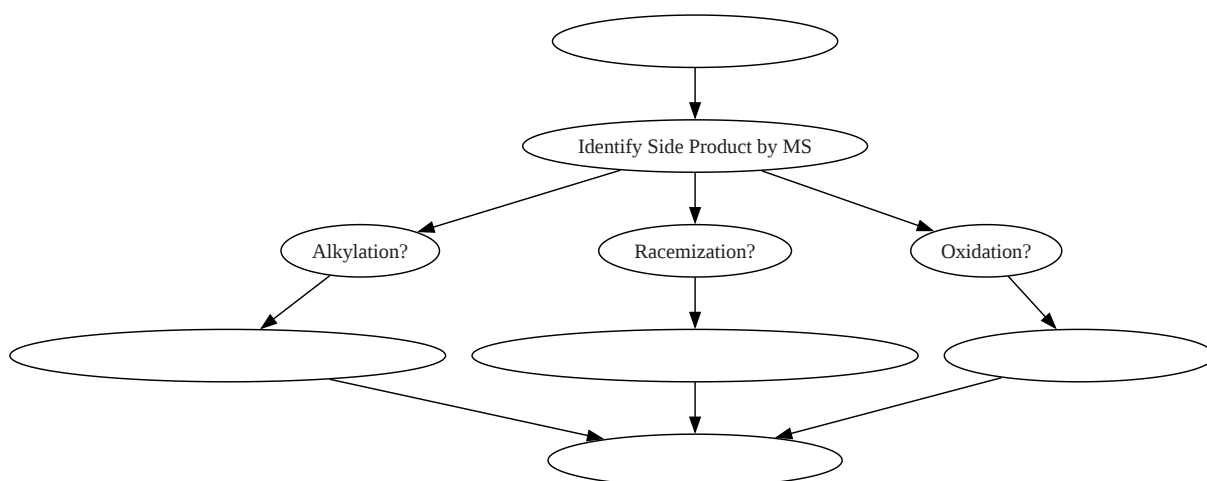 Identify Side Product by MS
Alkylation?
Racemization?
Oxidation?